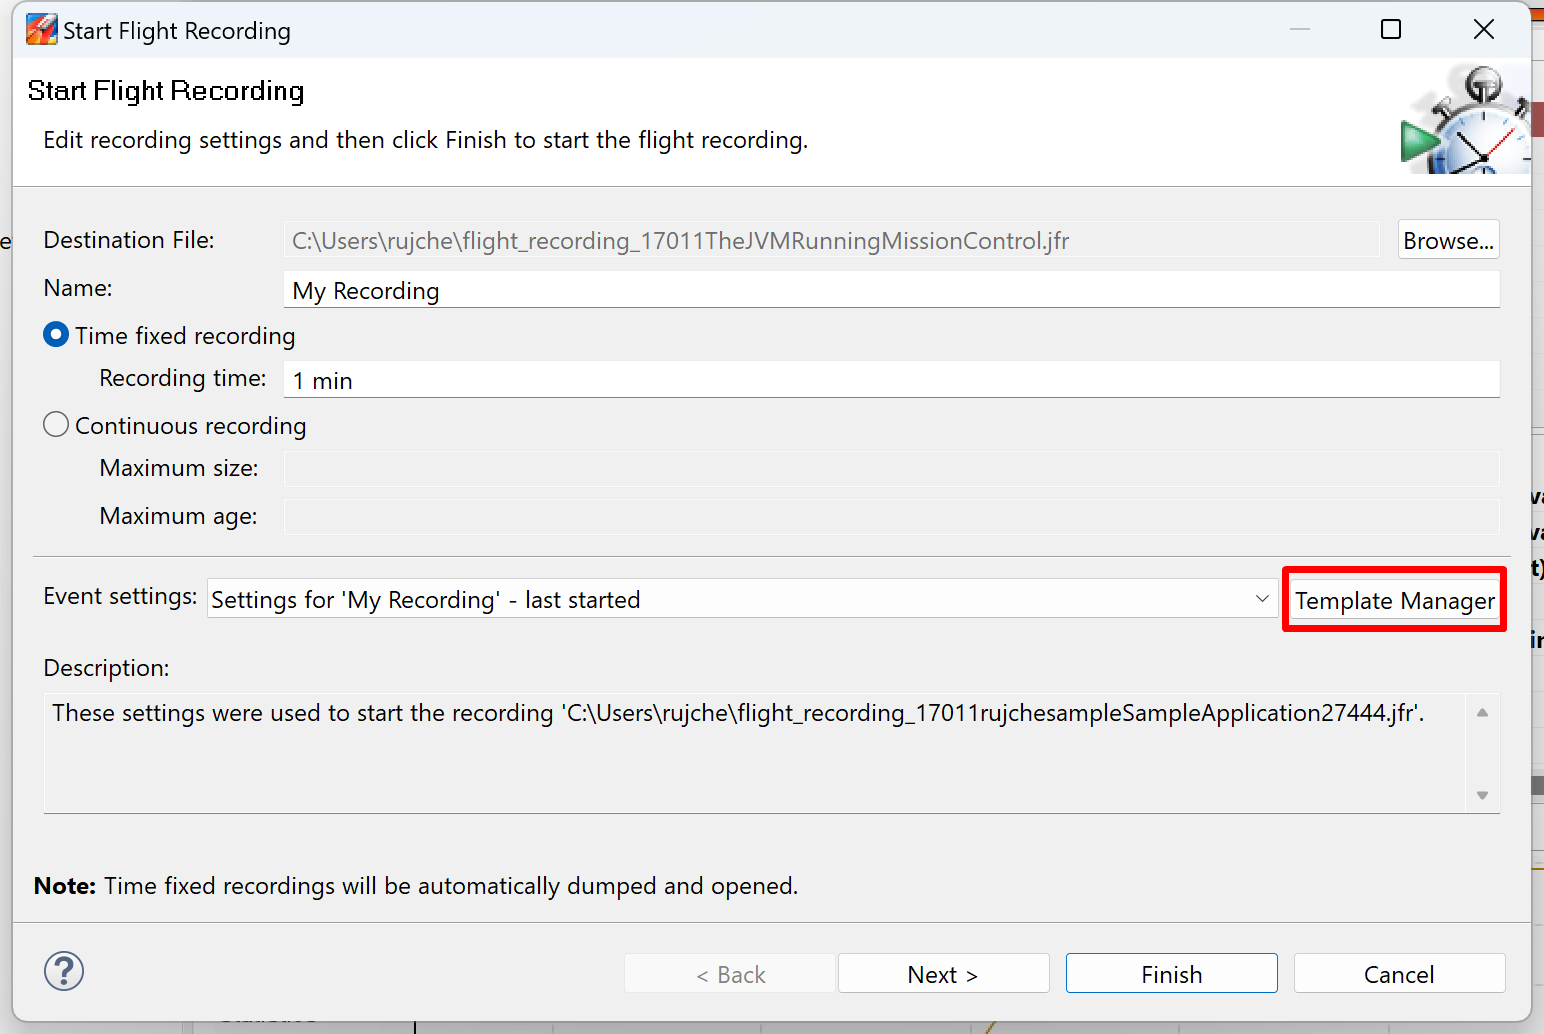 Start Flight Recording
Start Flight Recording
Edit recording settings and then click Finish to start the flight recording.
Destination File: C:\Users\rujche\flight_recording_17011TheJVMRunningMissionControl.jfr Browse...
Name: My Recording
Time fixed recording
Recording time: 1 min
Continuous recording
Maximum size:
Maximum age:
Event settings: Settings for 'My Recording' - last started Template Manager
Description:
These settings were used to start the recording 'C:\Users\rujche\flight_recording_17011rujchesampleSampleApplication27444.jfr'.
Note: Time fixed recordings will be automatically dumped and opened.
? < Back Next > Finish Cancel